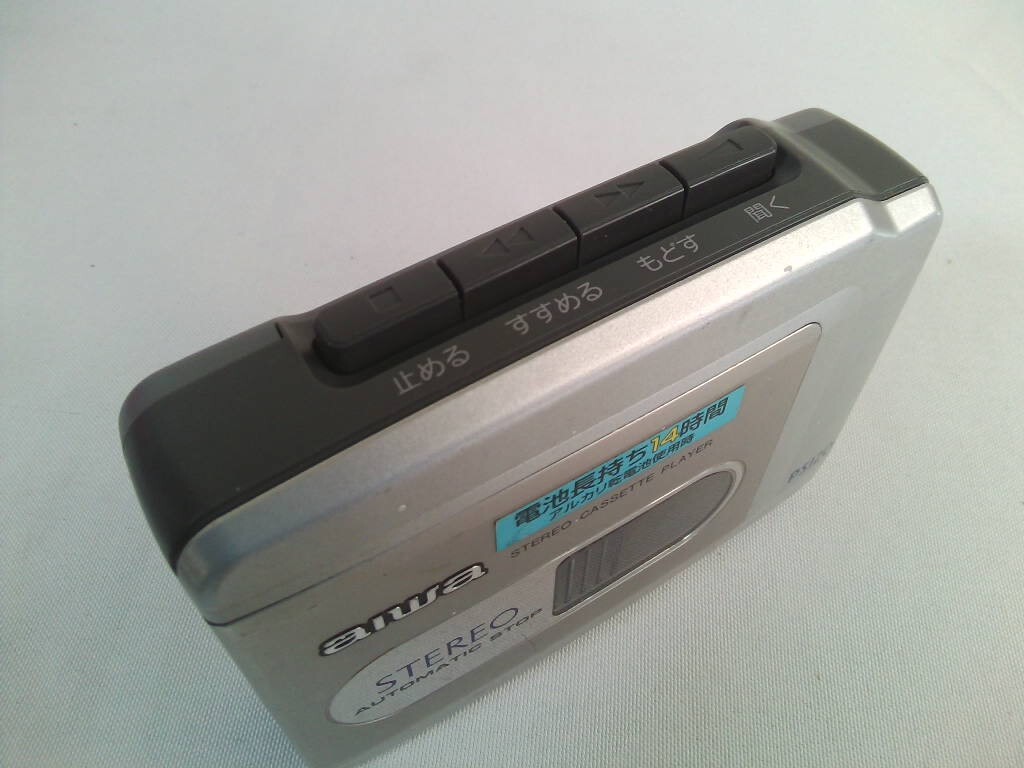 止める すすめる もどす 聞く
電池長持ち14時間
アルカリ乾電池使用時
STEREO CASSETTE PLAYER
aiwa
STEREO
AUTOMATIC STOP